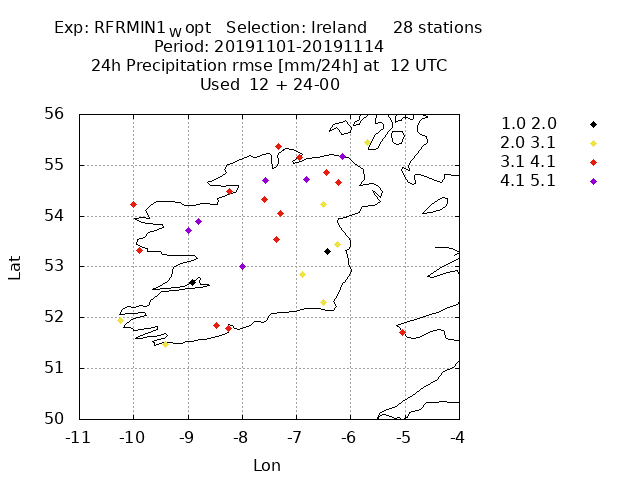 Exp: RFRMIN1_W opt   Selection: Ireland     28 stations
Period: 20191101-20191114
24h Precipitation rmse [mm/24h] at  12 UTC
Used  12 + 24-00
1.0 2.0
2.0 3.1
3.1 4.1
4.1 5.1
Lat
56
55
54
53
52
51
50
-11 -10 -9 -8 -7 -6 -5 -4
Lon